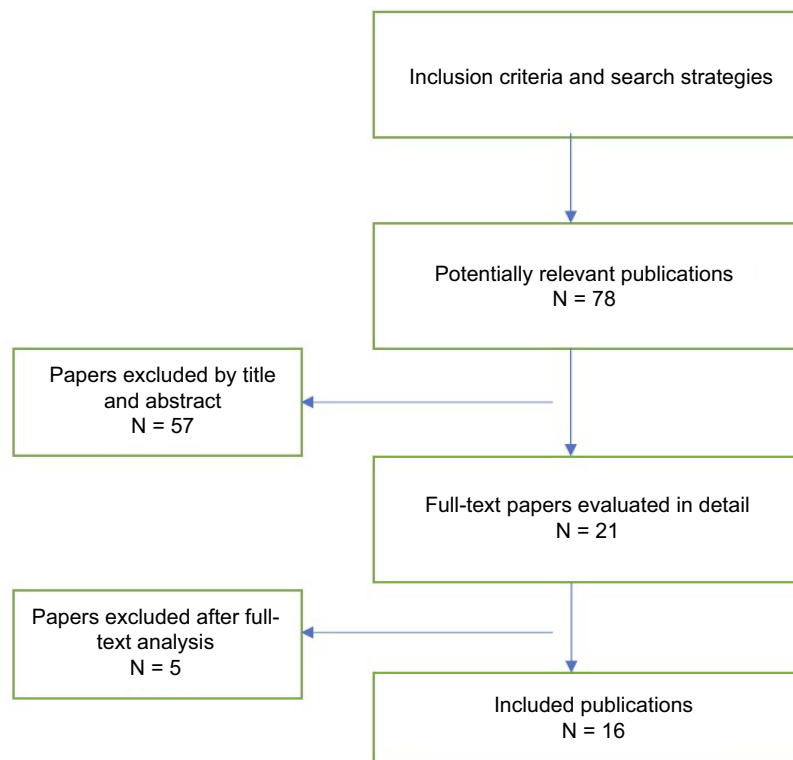 Inclusion criteria and search strategies
Potentially relevant publications
N = 78
Papers excluded by title
and abstract
N = 57
Full-text papers evaluated in detail
N = 21
Papers excluded after full-
text analysis
N = 5
Included publications
N = 16